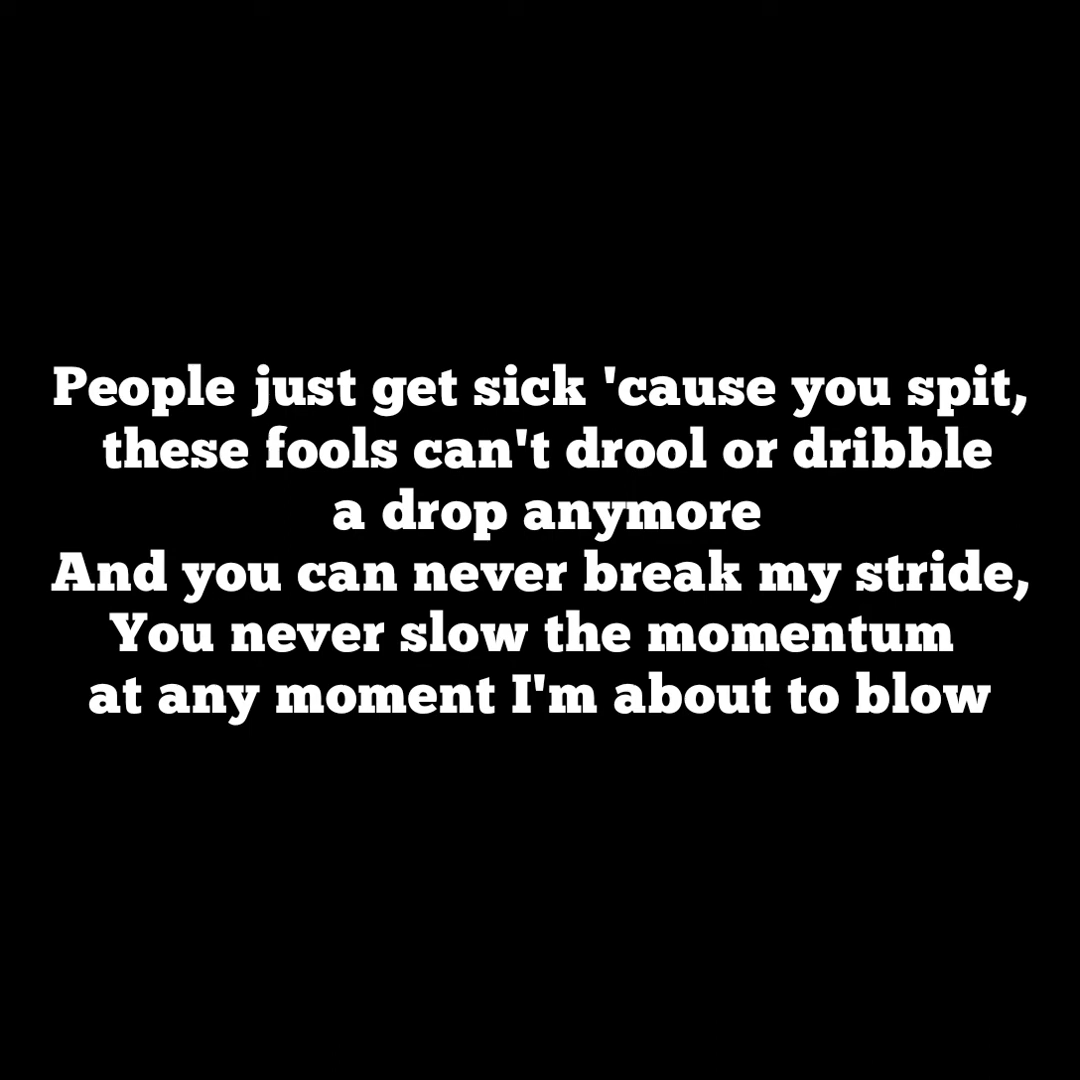 People just get sick 'cause you spit,
these fools can't drool or dribble
a drop anymore
And you can never break my stride,
You never slow the momentum
at any moment I'm about to blow